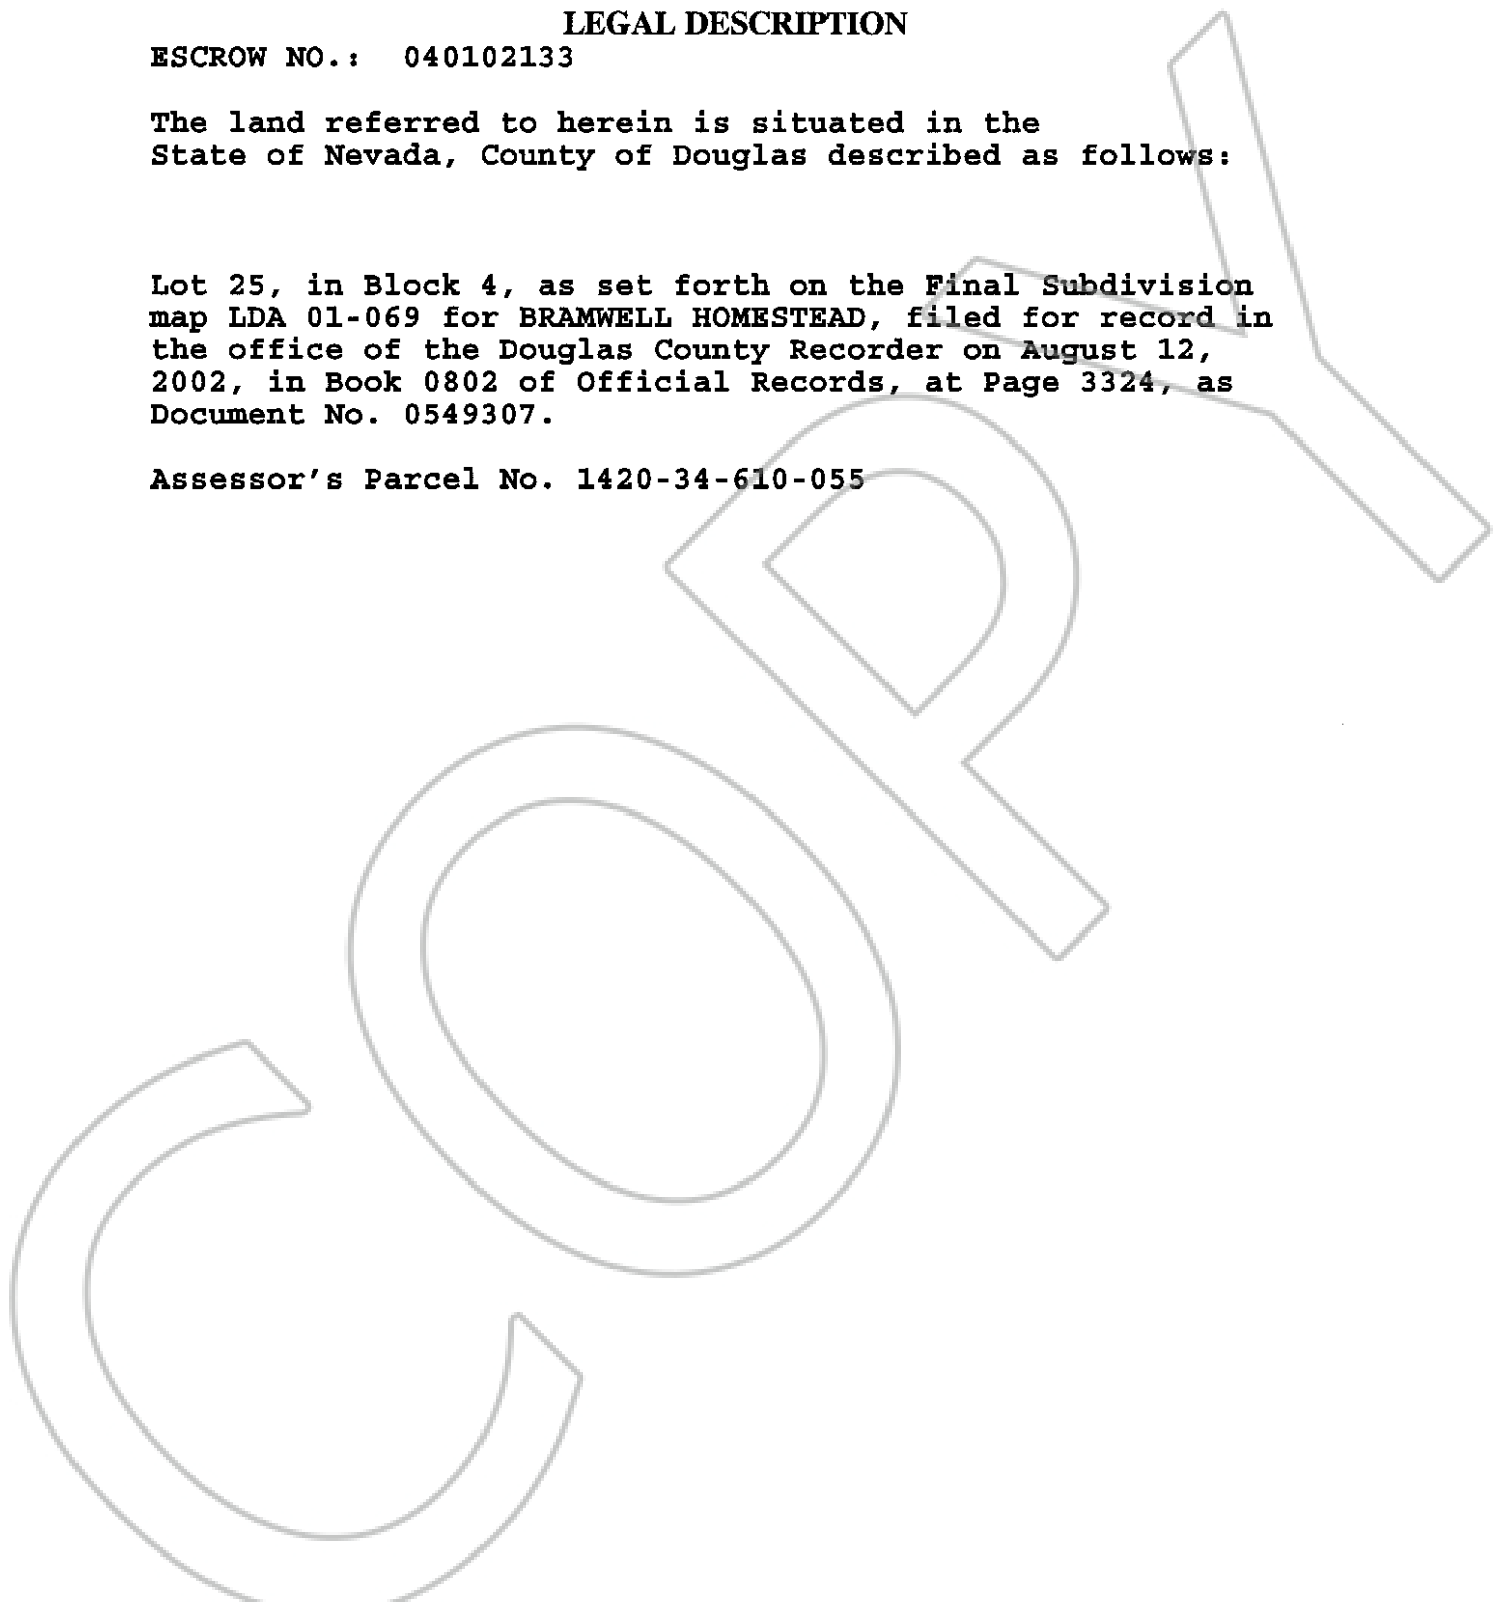 LEGAL DESCRIPTION
ESCROW NO.: 040102133
The land referred to herein is situated in the
State of Nevada, County of Douglas described as follows:
Lot 25, in Block 4, as set forth on the Final Subdivision
map LDA 01-069 for BRAMWELL HOMESTEAD, filed for record in
the office of the Douglas County Recorder on August 12,
2002, in Book 0802 of Official Records, at Page 3324, as
Document No. 0549307.
Assessor's Parcel No. 1420-34-610-055
COPY